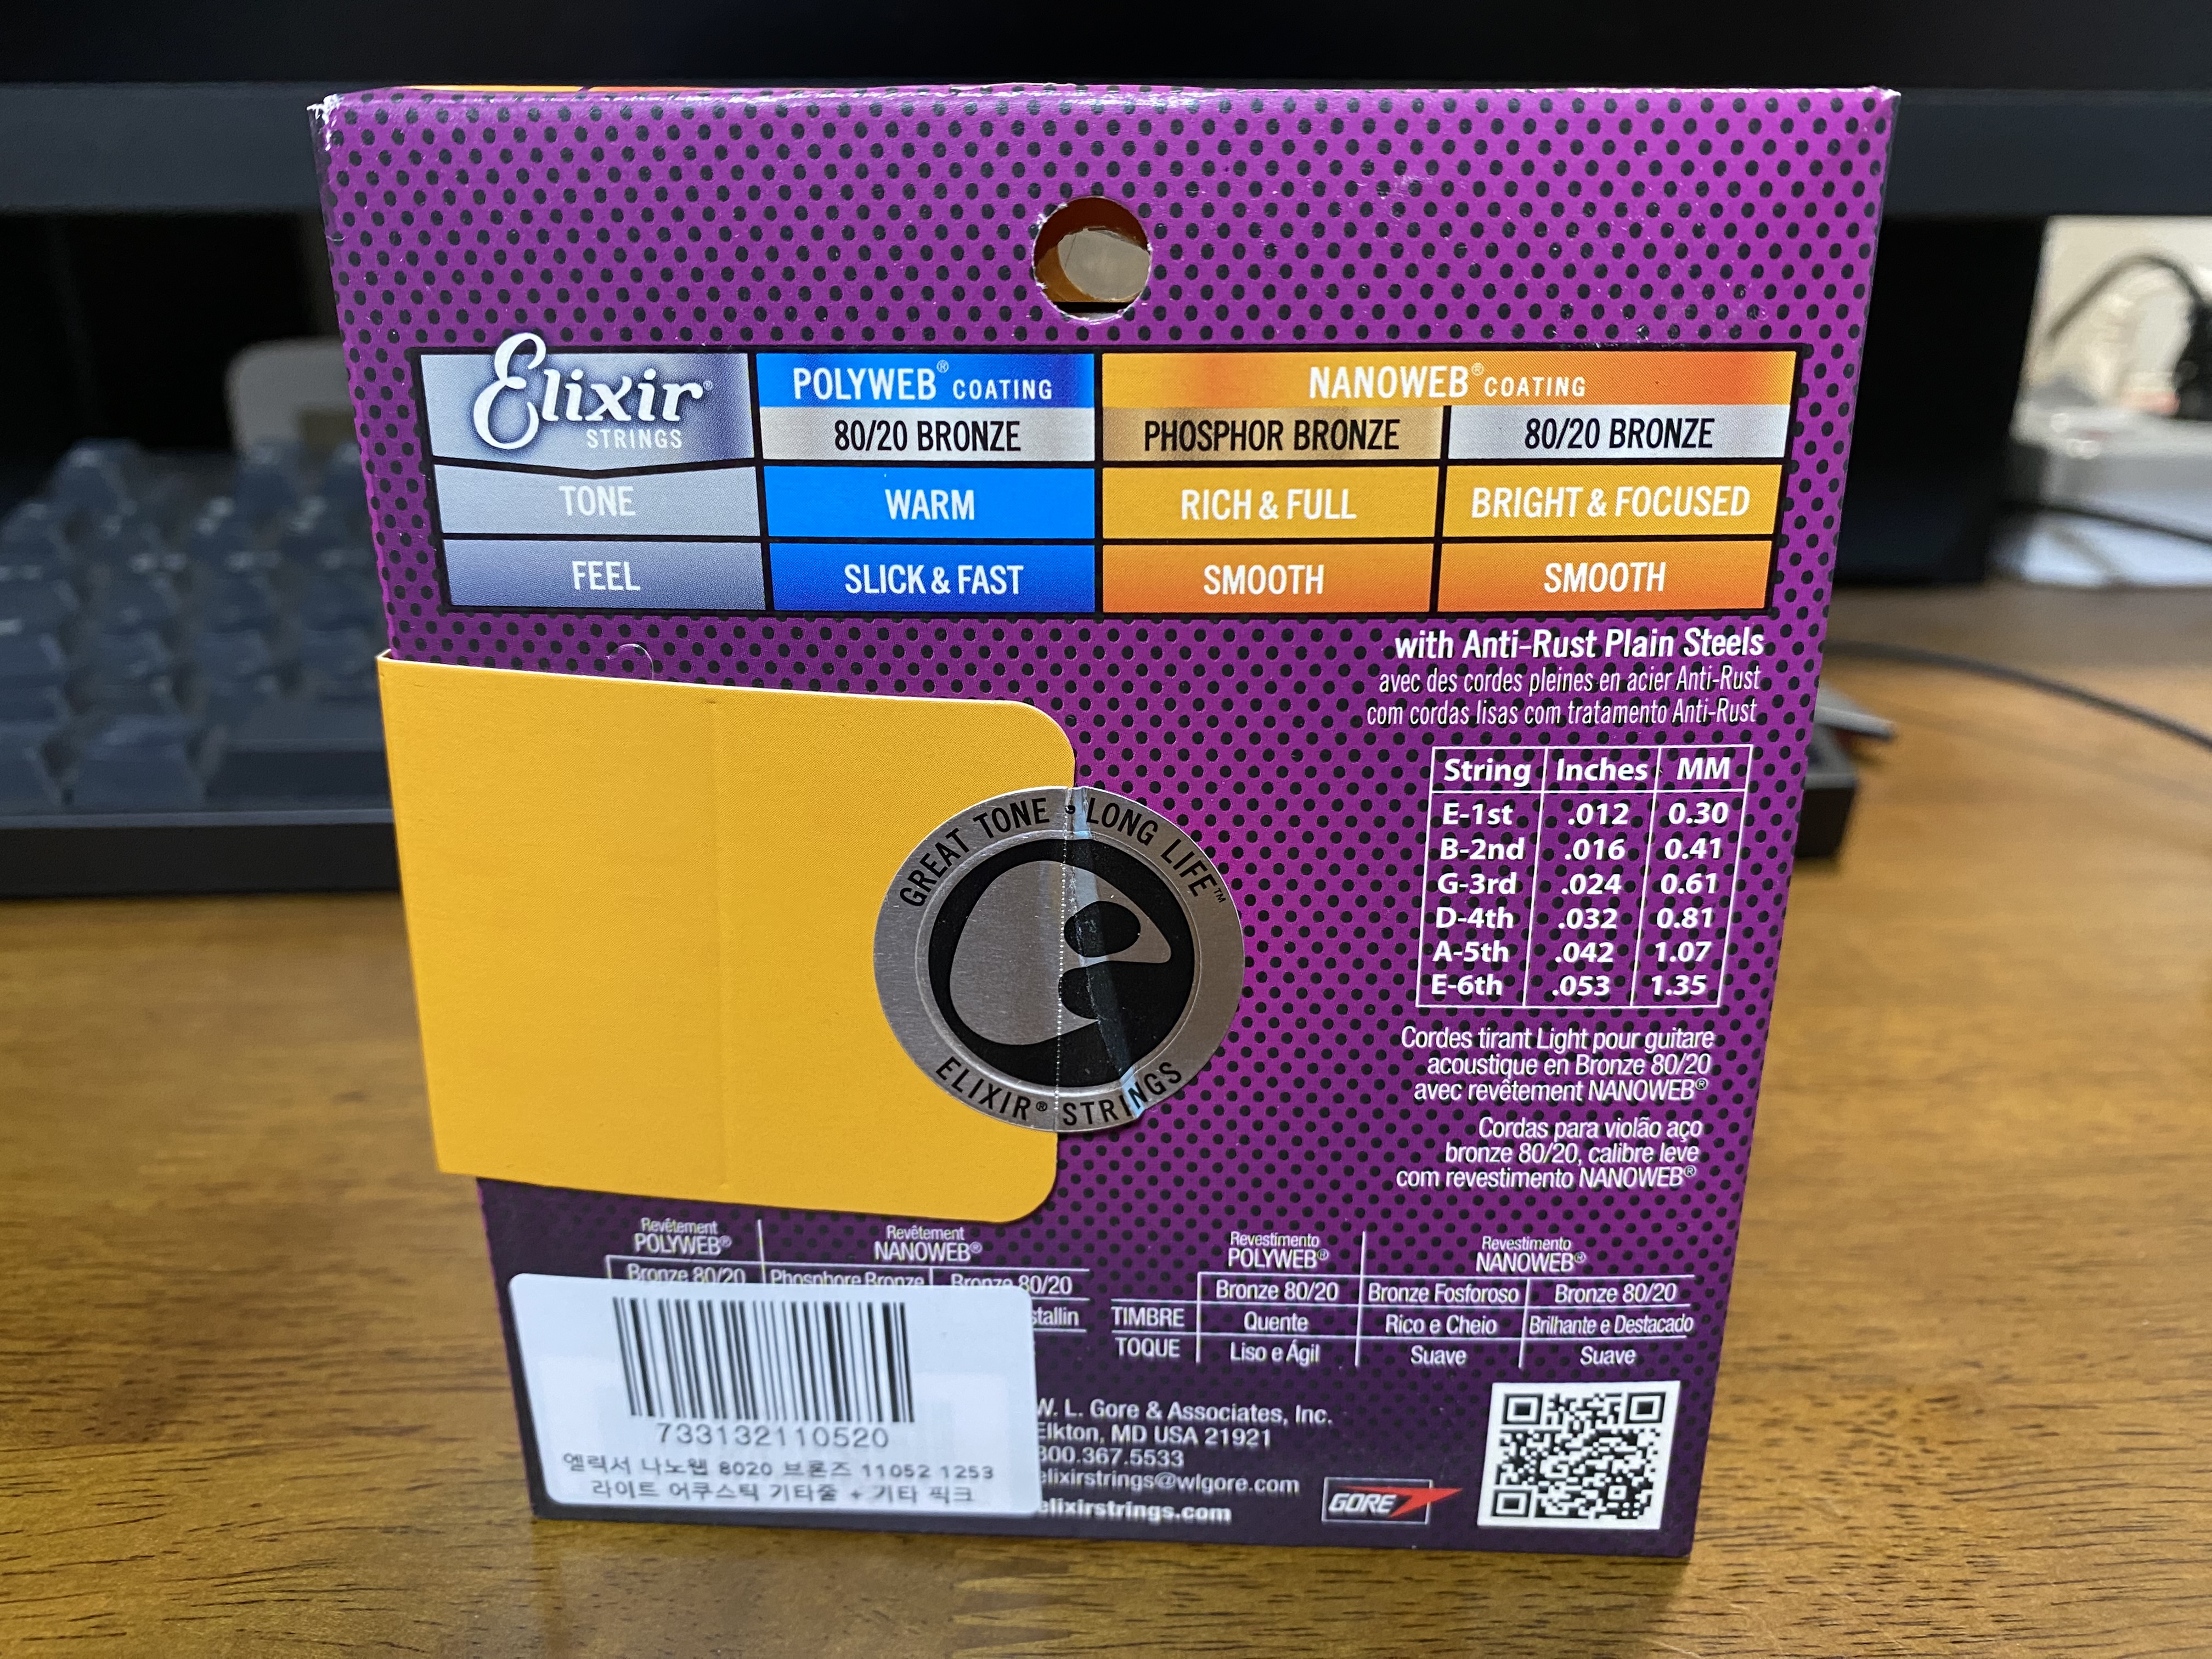 Elixir®
STRINGS
POLYWEB® COATING
NANOWEB® COATING
80/20 BRONZE
PHOSPHOR BRONZE
80/20 BRONZE
TONE
WARM
RICH & FULL
BRIGHT & FOCUSED
FEEL
SLICK & FAST
SMOOTH
SMOOTH
with Anti-Rust Plain Steels
avec des cordes pleines en acier Anti-Rust
com cordas lisas com tratamento Anti-Rust
String Inches MM
E-1st .012 0.30
B-2nd .016 0.41
G-3rd .024 0.61
D-4th .032 0.81
A-5th .042 1.07
E-6th .053 1.35
GREAT TONE • LONG LIFE™
ELIXIR® STRINGS
Cordes tirant Light pour guitare
acoustique en Bronze 80/20
avec revêtement NANOWEB®
Cordas para violão aço
bronze 80/20, calibre leve
com revestimento NANOWEB®
Revêtement
POLYWEB®
Revêtement
NANOWEB®
Bronze 80/20 Phosphore Bronze Bronze 80/20
stallin
Revestimento
POLYWEB®
Revestimento
NANOWEB®
Bronze 80/20 Bronze Fosforoso Bronze 80/20
TIMBRE Quente Rico e Cheio Brilhante e Destacado
TOQUE Liso e Ágil Suave Suave
733132110520
엘릭서 나노웹 8020 브론즈 11052 1253
라이트 어쿠스틱 기타줄 + 기타 픽크
W. L. Gore & Associates, Inc.
Elkton, MD USA 21921
800.367.5533
elixirstrings@wlgore.com
elixirstrings.com
GORE